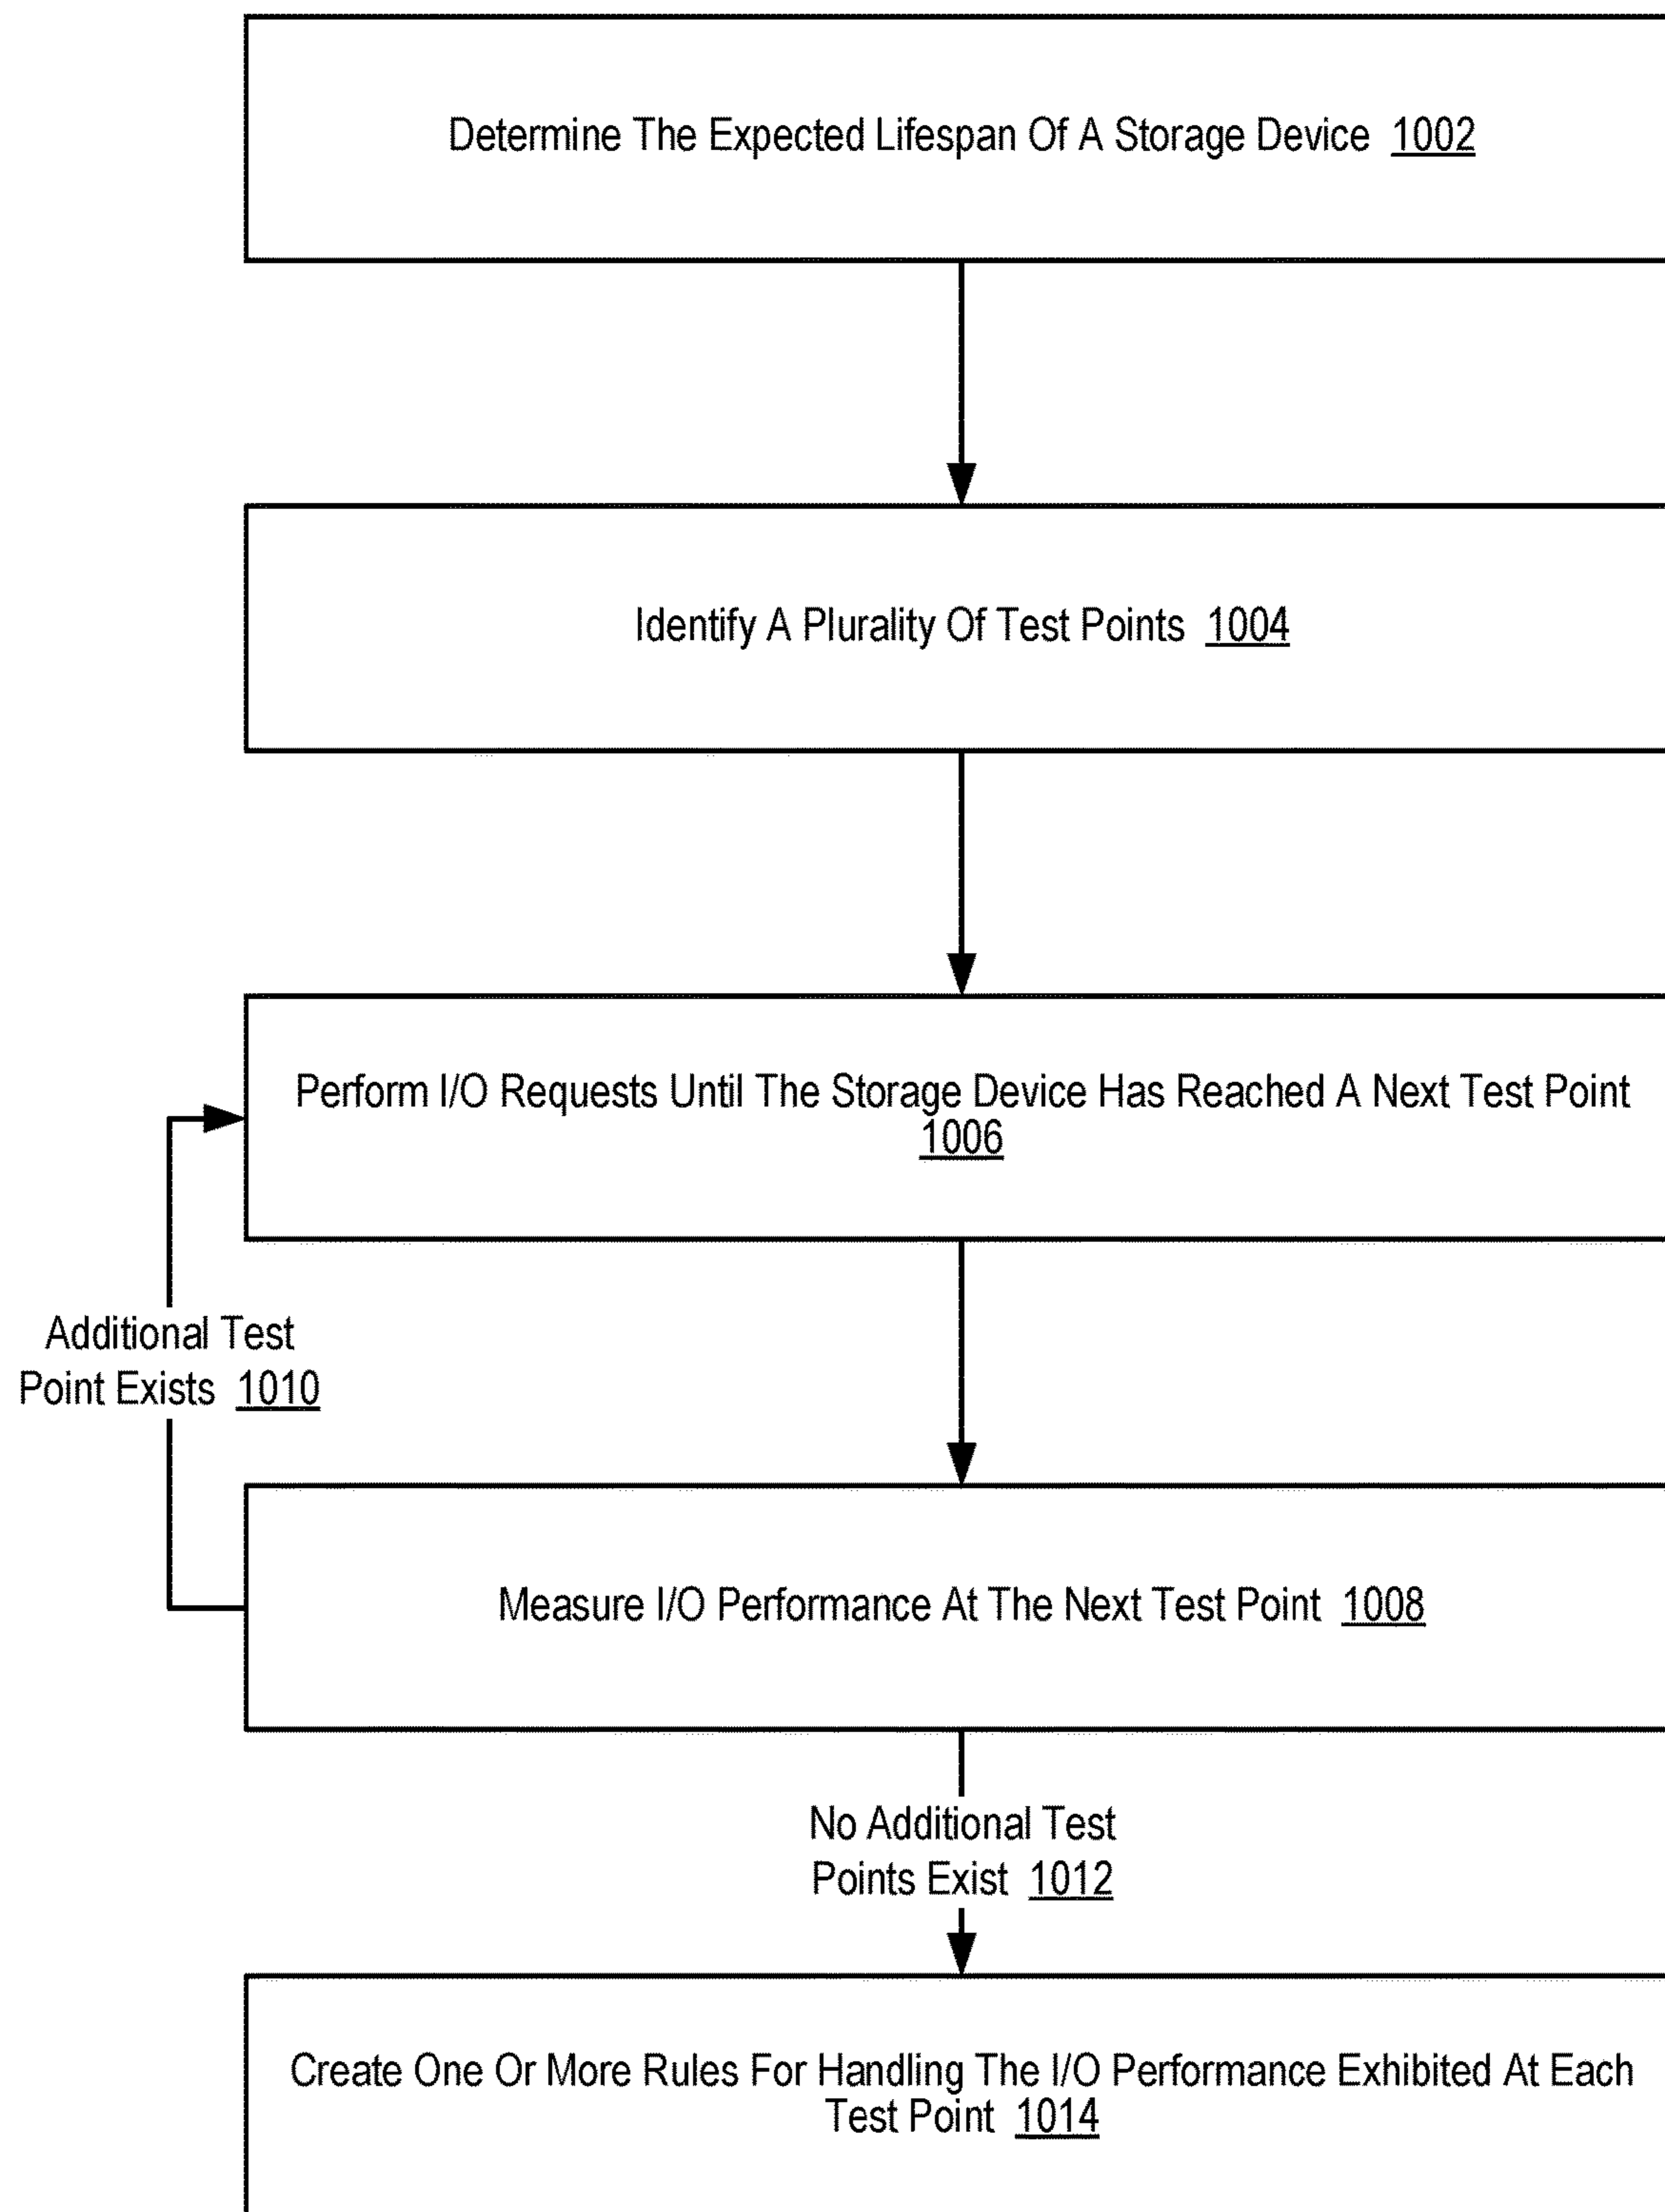 Determine The Expected Lifespan Of A Storage Device 1002
Identify A Plurality Of Test Points 1004
Perform I/O Requests Until The Storage Device Has Reached A Next Test Point
1006
Additional Test
Point Exists 1010
Measure I/O Performance At The Next Test Point 1008
No Additional Test
Points Exist 1012
Create One Or More Rules For Handling The I/O Performance Exhibited At Each
Test Point 1014